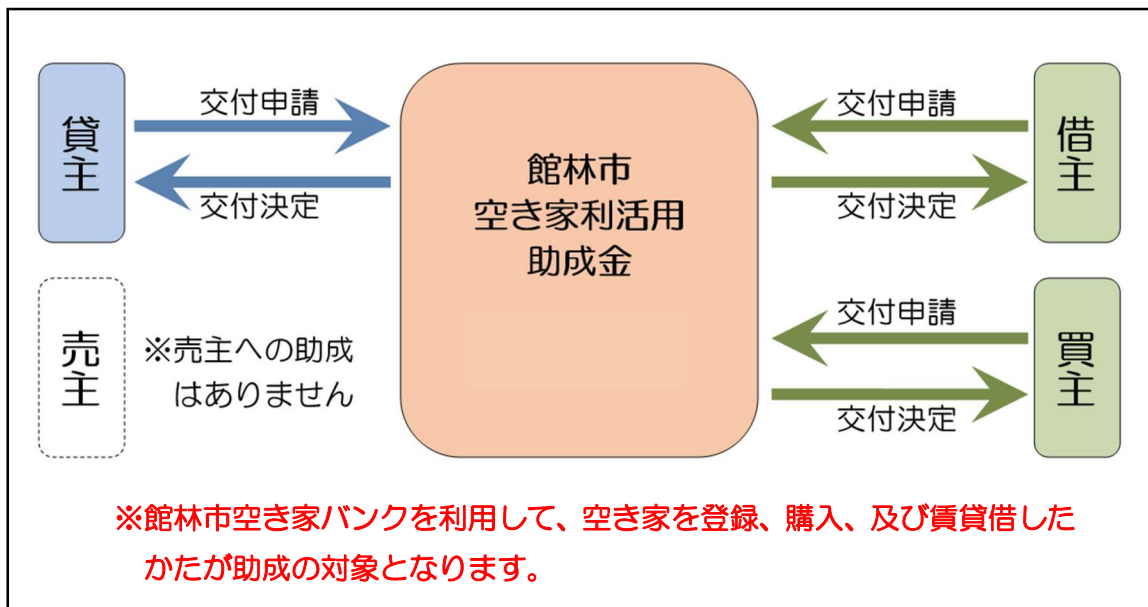 貸主
交付申請
交付決定
売主
※売主への助成
はありません
館林市
空き家利活用
助成金
交付申請
交付決定
借主
交付申請
交付決定
買主
※館林市空き家バンクを利用して、空き家を登録、購入、及び賃貸借した
かたが助成の対象となります。